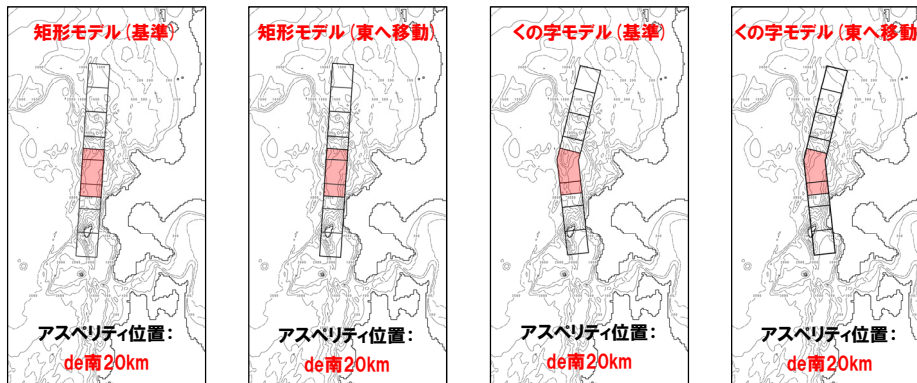 矩形モデル(基準)
アスペリティ位置:
de南20km
矩形モデル(東へ移動)
アスペリティ位置:
de南20km
くの字モデル(基準)
アスペリティ位置:
de南20km
くの字モデル(東へ移動)
アスペリティ位置:
de南20km